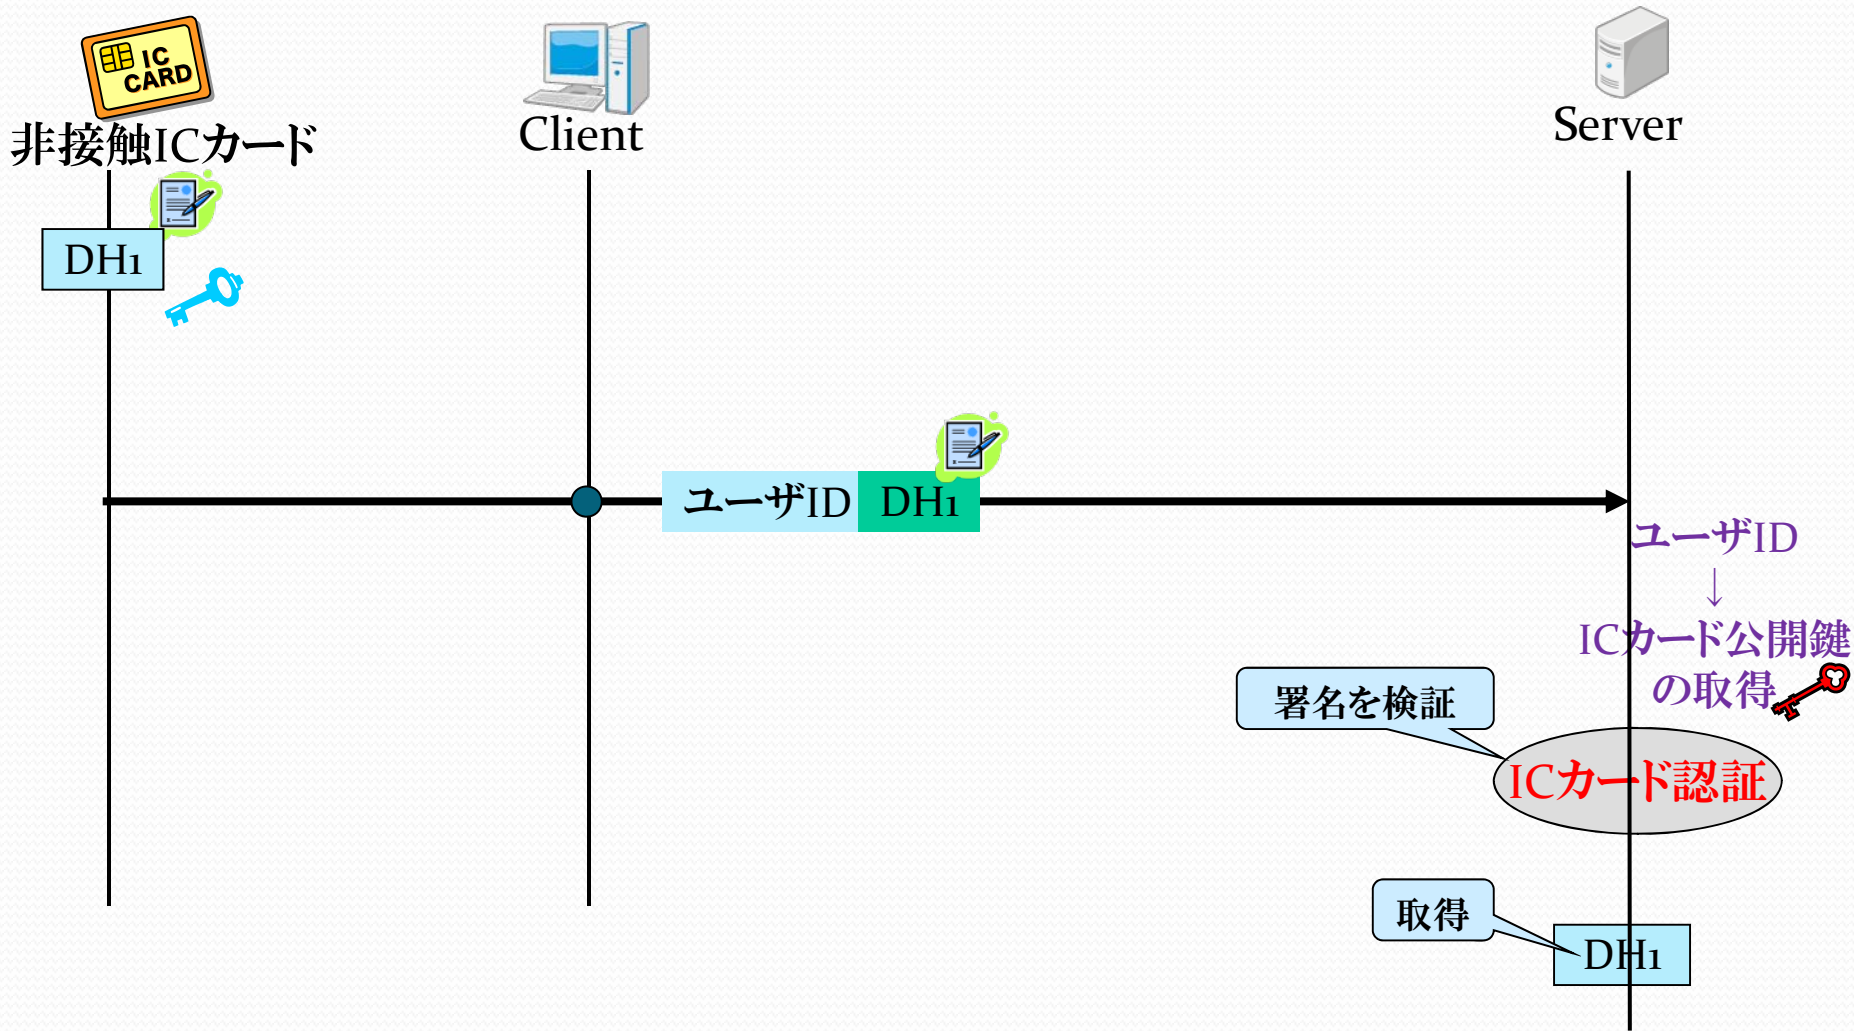 IC
CARD
非接触ICカード
Client
Server
DH1
ユーザID
DH1
ユーザID
↓
ICカード公開鍵
の取得
署名を検証
ICカード認証
取得
DH1